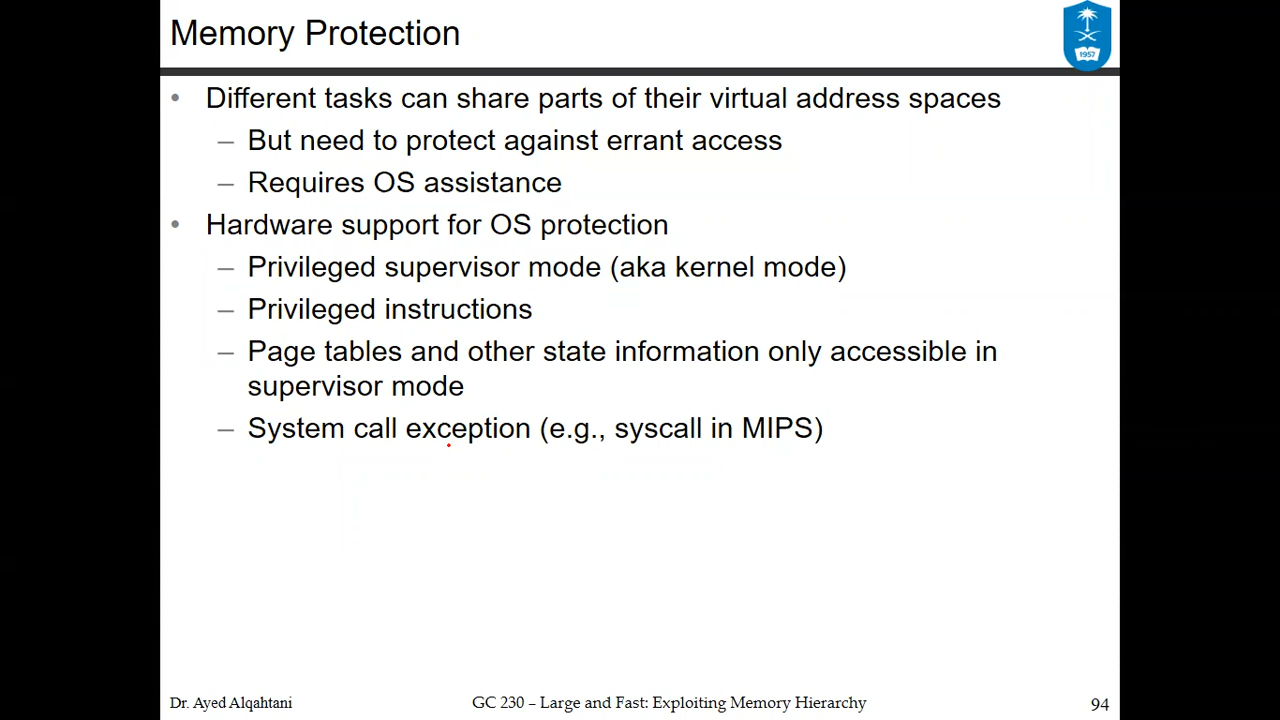 Memory Protection
1957
• Different tasks can share parts of their virtual address spaces
– But need to protect against errant access
– Requires OS assistance
• Hardware support for OS protection
– Privileged supervisor mode (aka kernel mode)
– Privileged instructions
– Page tables and other state information only accessible in
supervisor mode
– System call exception (e.g., syscall in MIPS)
Dr. Ayed Alqahtani
GC 230 – Large and Fast: Exploiting Memory Hierarchy
94